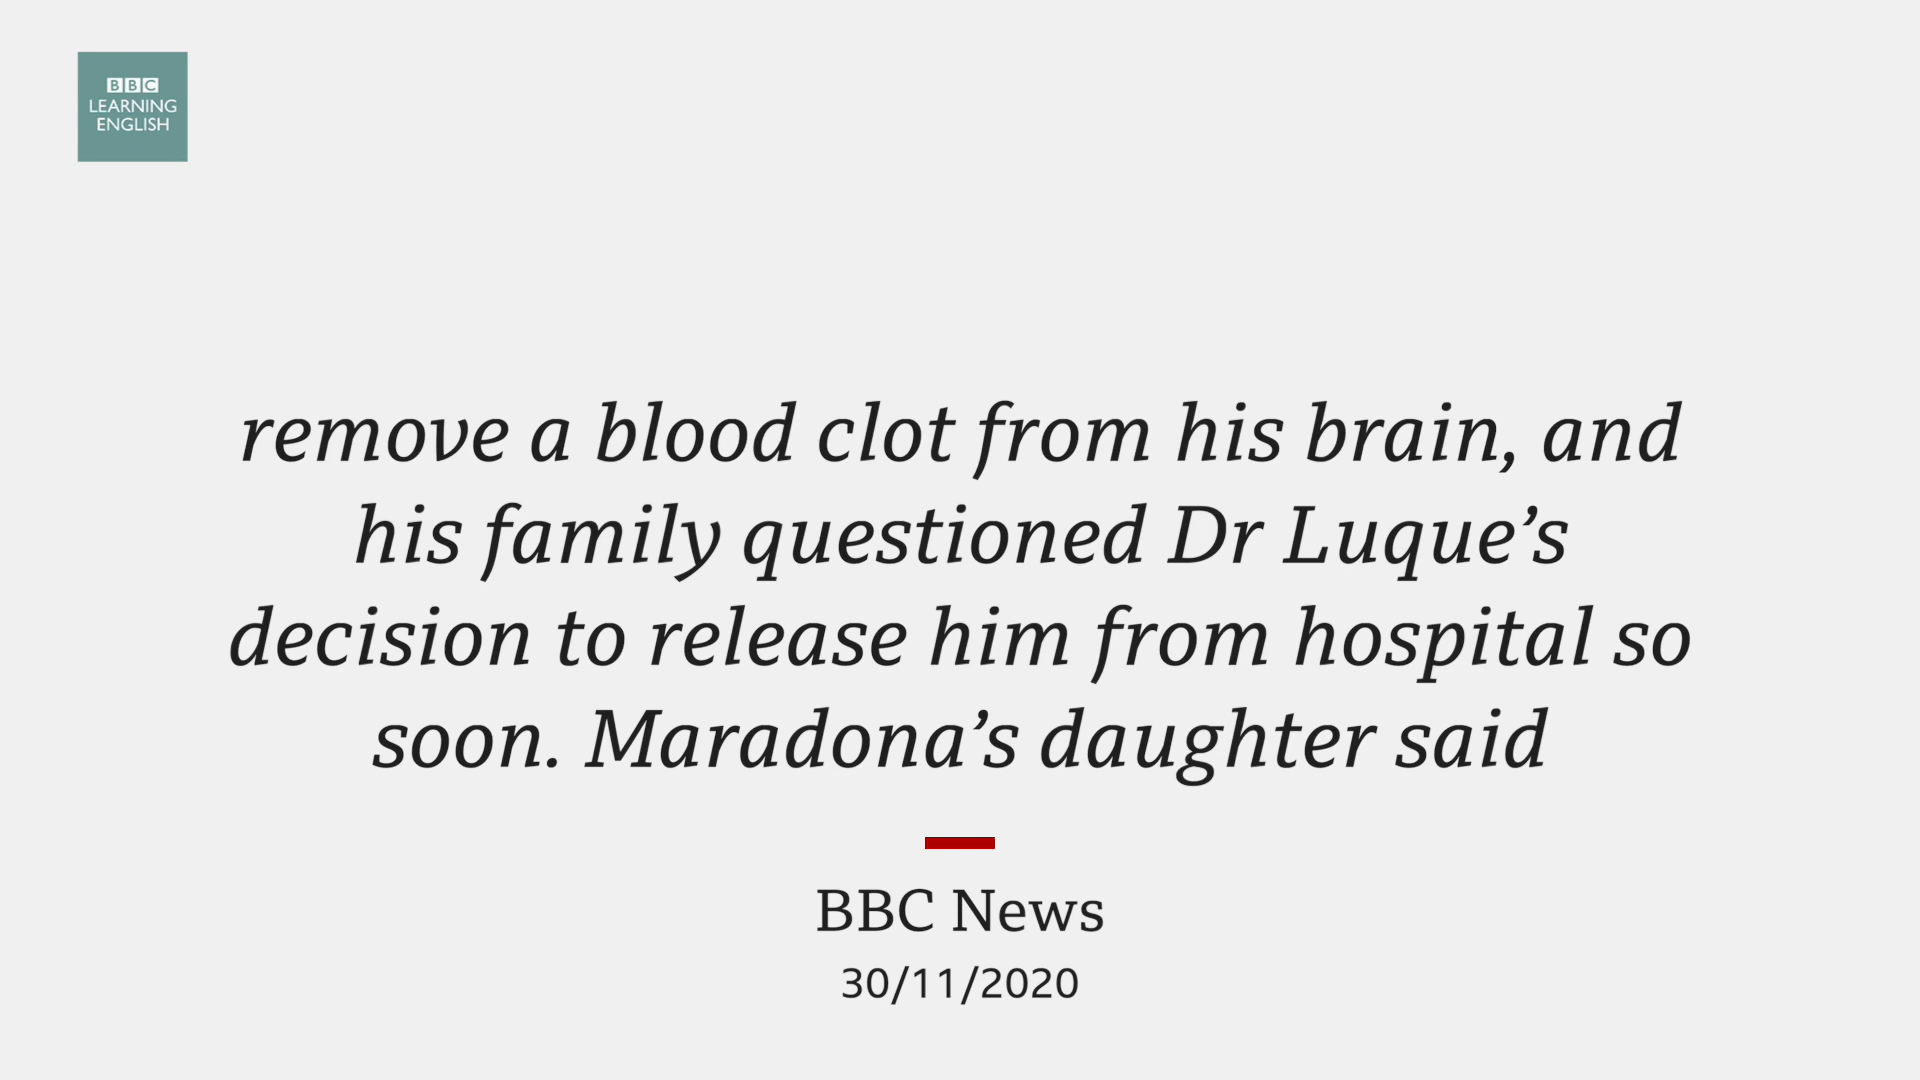 BBC
LEARNING
ENGLISH
remove a blood clot from his brain, and
his family questioned Dr Luque’s
decision to release him from hospital so
soon. Maradona’s daughter said
BBC News
30/11/2020